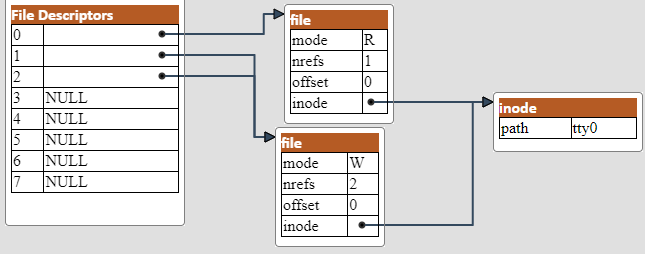 File Descriptors
0
1
2
3 NULL
4 NULL
5 NULL
6 NULL
7 NULL
file
mode R
nrefs 1
offset 0
inode
file
mode W
nrefs 2
offset 0
inode
inode
path tty0